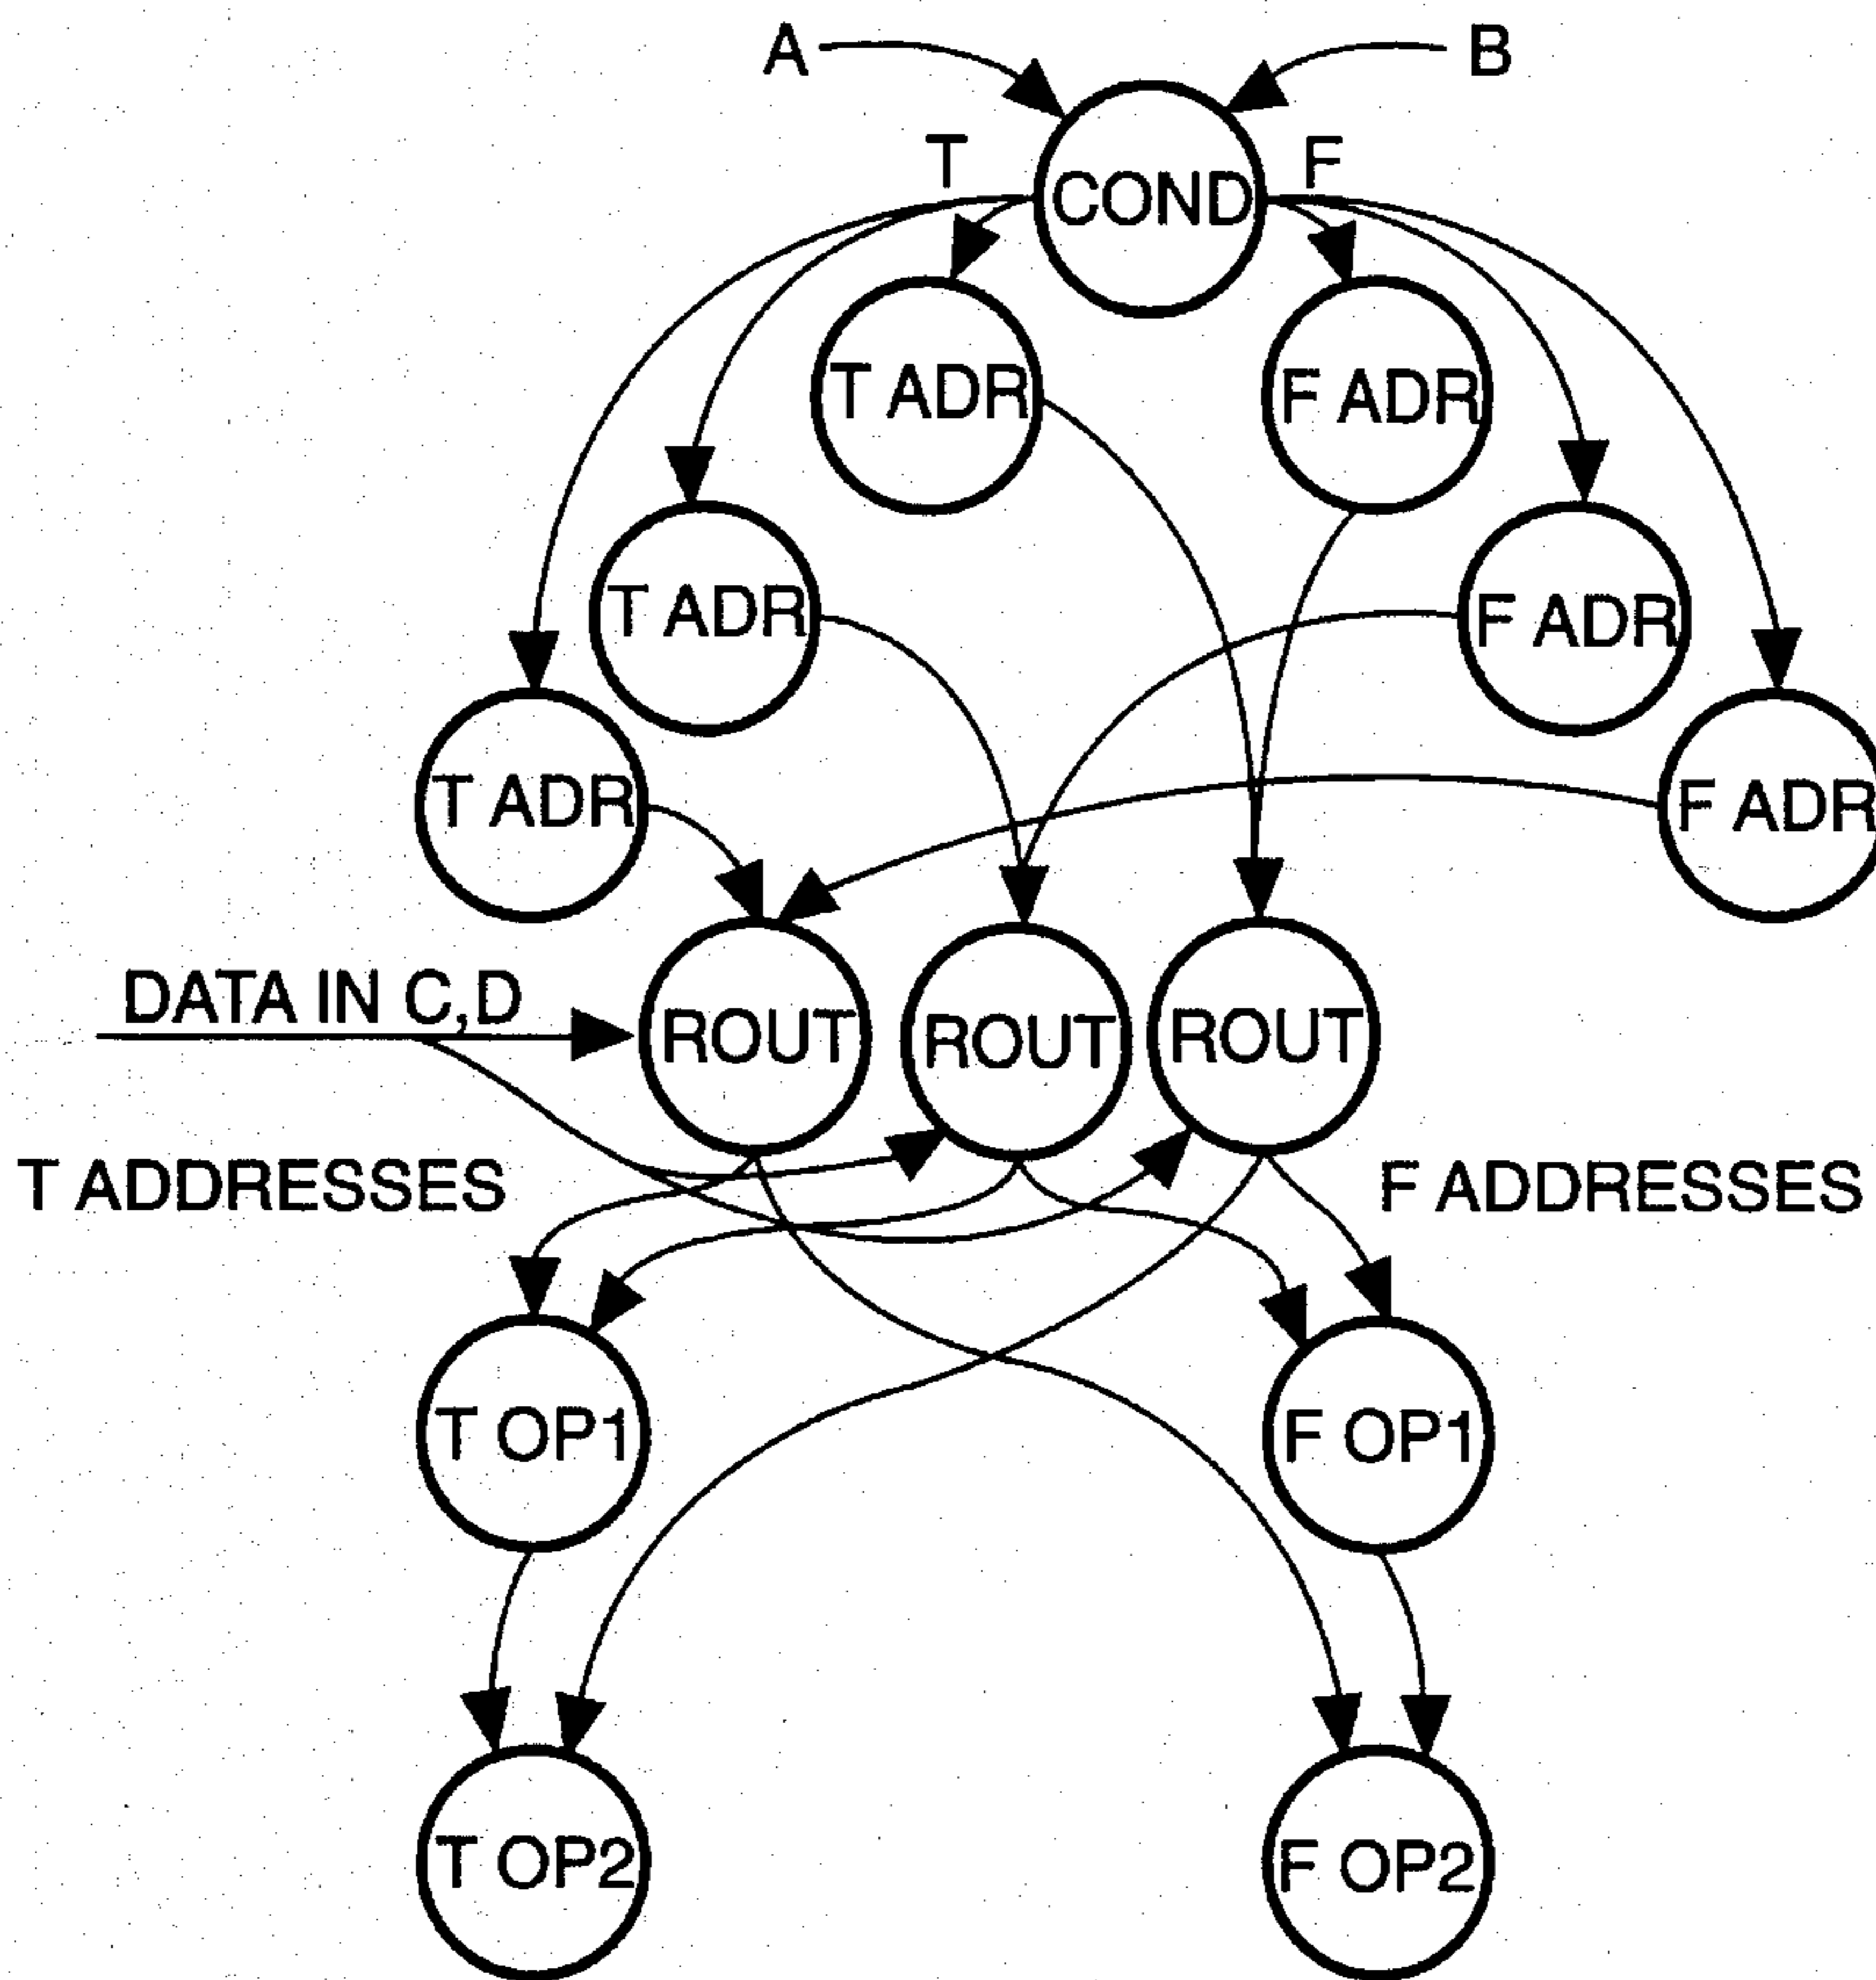 A
B
T
F
COND
T ADR
F ADR
T ADR
F ADR
T ADR
F ADR
DATA IN C,D
ROUT
ROUT
ROUT
T ADDRESSES
F ADDRESSES
T OP1
F OP1
T OP2
F OP2